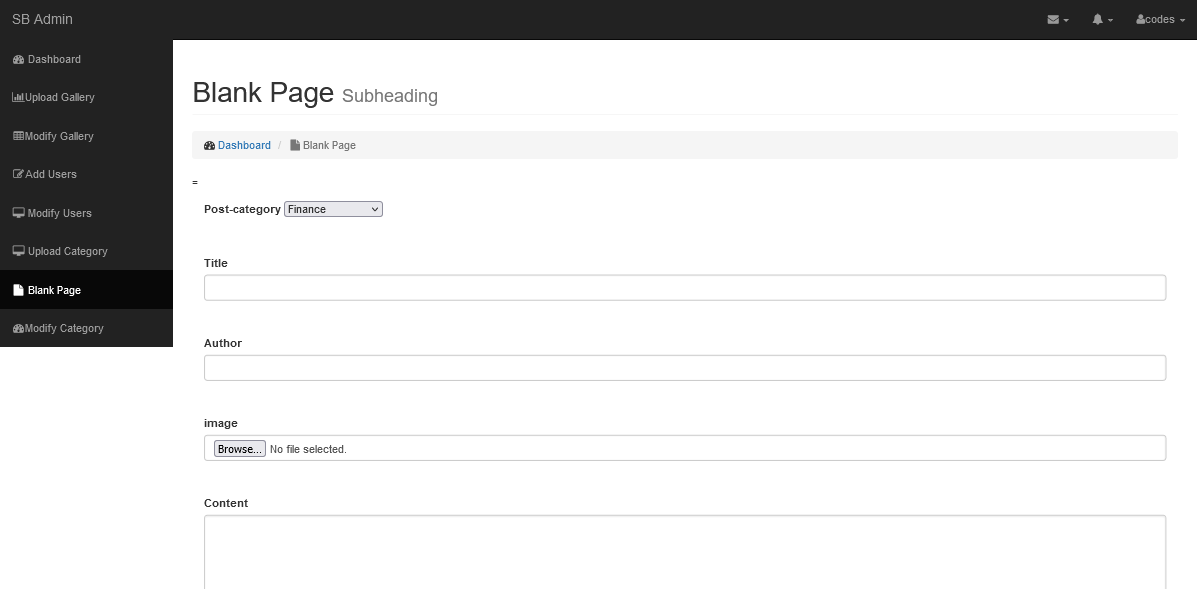 SB Admin
codes
Dashboard
Upload Gallery
Modify Gallery
Add Users
Modify Users
Upload Category
Blank Page
Modify Category
Blank Page Subheading
Dashboard / Blank Page
=
Post-category Finance
Title
Author
image
Browse... No file selected.
Content